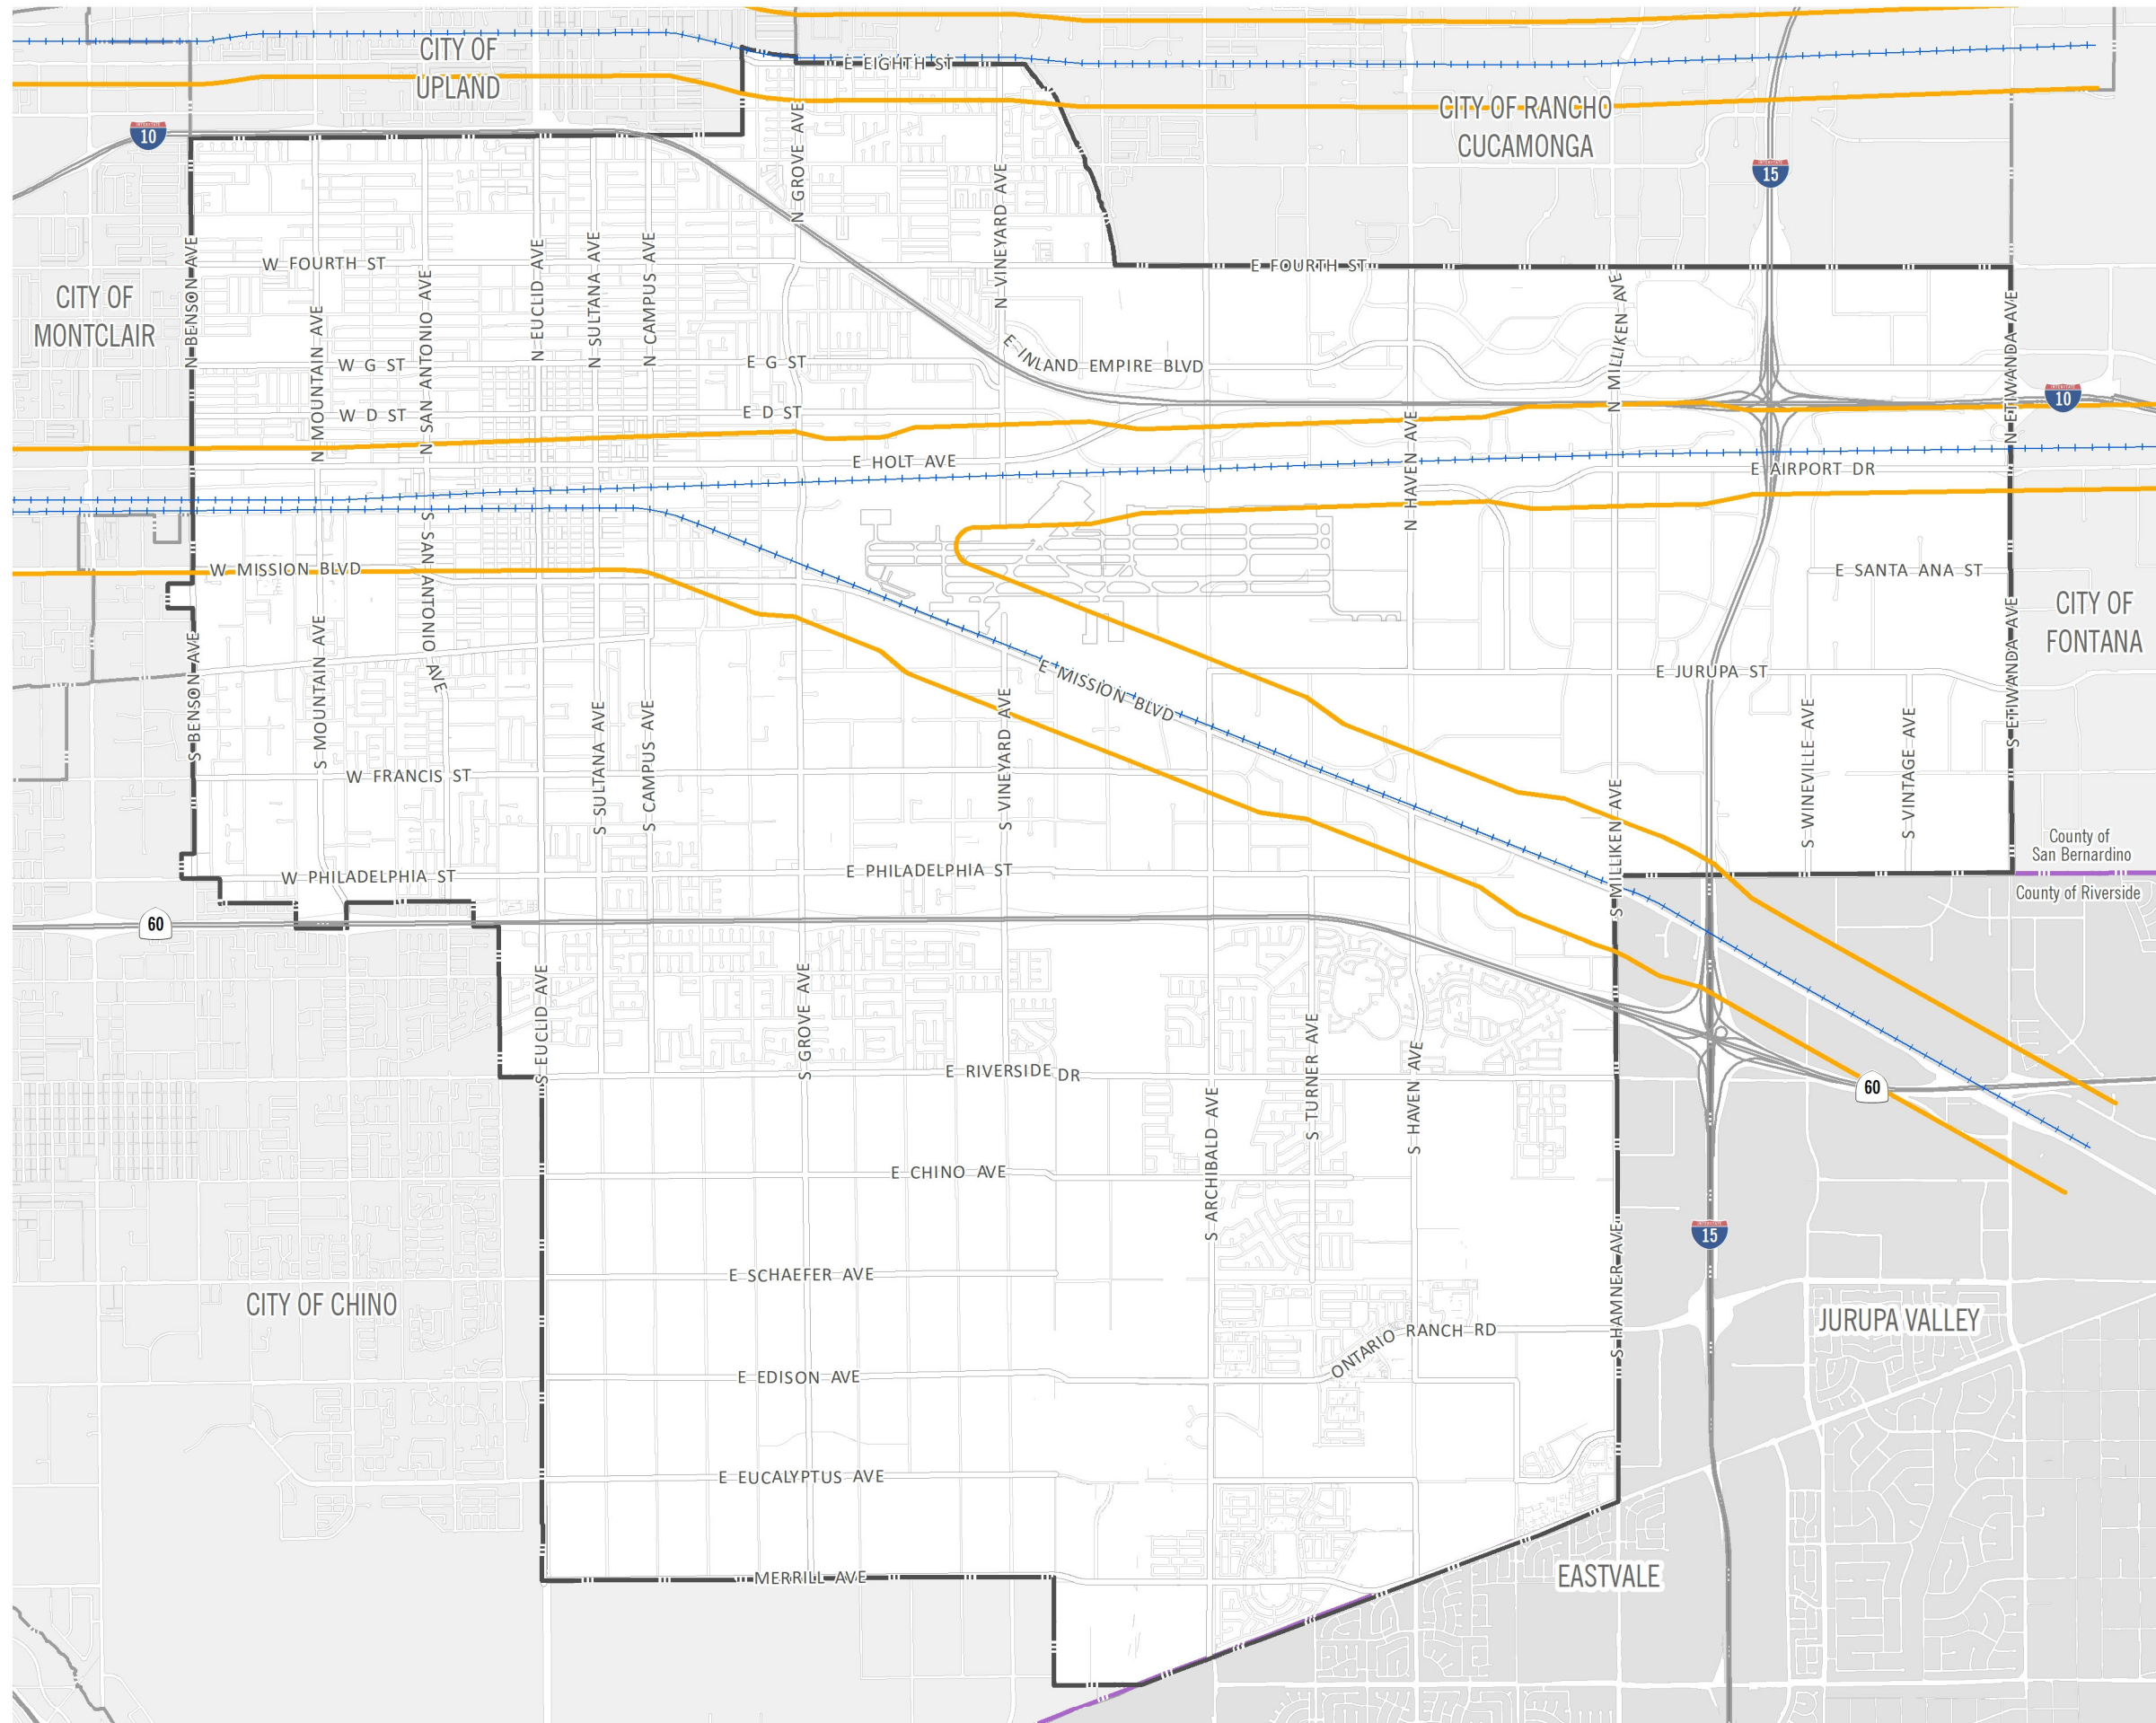 CITY OF
UPLAND
E EIGHTH ST
CITY OF RANCHO
CUCAMONGA
INTERSTATE
10
INTERSTATE
15
N GROVE AVE
N VINEYARD AVE
W FOURTH ST
E FOURTH ST
CITY OF
MONTCLAIR
N BENSON AVE
N MOUNTAIN AVE
N SAN ANTONIO AVE
N EUCLID AVE
N SULTANA AVE
N CAMPUS AVE
N MILLIKEN AVE
N ETIWANDA AVE
W G ST
E G ST
E INLAND EMPIRE BLVD
INTERSTATE
10
W D ST
E D ST
N HAVEN AVE
E HOLT AVE
E AIRPORT DR
W MISSION BLVD
S SAN ANTONIO AVE
E SANTA ANA ST
CITY OF
FONTANA
S BENSON AVE
S MOUNTAIN AVE
S ETIWANDA AVE
E MISSION BLVD
E JURUPA ST
S SULTANA AVE
S CAMPUS AVE
S VINEYARD AVE
S WINEVILLE AVE
S VINTAGE AVE
W FRANCIS ST
S MILLIKEN AVE
County of
San Bernardino
County of Riverside
W PHILADELPHIA ST
E PHILADELPHIA ST
60
S EUCLID AVE
S GROVE AVE
S TURNER AVE
S HAVEN AVE
E RIVERSIDE DR
60
S ARCHIBALD AVE
E CHINO AVE
INTERSTATE
15
S HAMNER AVE
E SCHAEFER AVE
CITY OF CHINO
JURUPA VALLEY
ONTARIO RANCH RD
E EDISON AVE
E EUCALYPTUS AVE
MERRILL AVE
EASTVALE